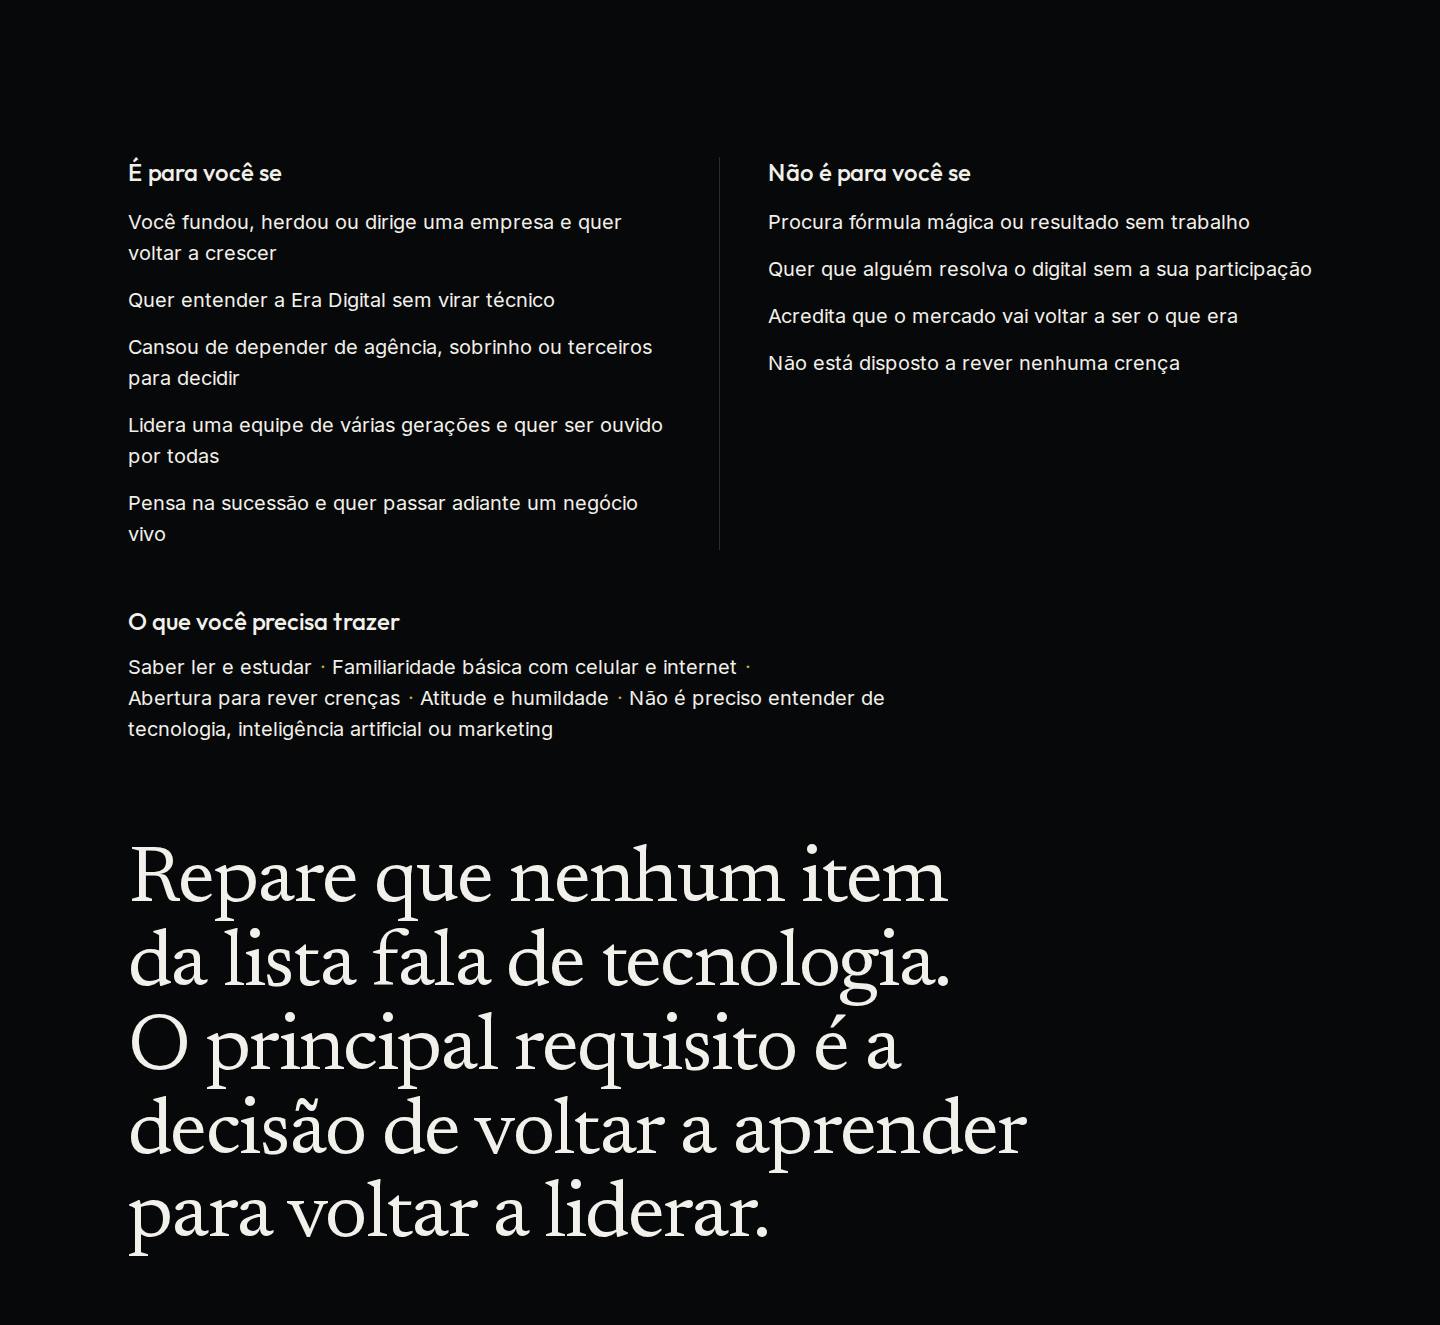 É para você se
Você fundou, herdou ou dirige uma empresa e quer
voltar a crescer
Quer entender a Era Digital sem virar técnico
Cansou de depender de agência, sobrinho ou terceiros
para decidir
Lidera uma equipe de várias gerações e quer ser ouvido
por todas
Pensa na sucessão e quer passar adiante um negócio
vivo
Não é para você se
Procura fórmula mágica ou resultado sem trabalho
Quer que alguém resolva o digital sem a sua participação
Acredita que o mercado vai voltar a ser o que era
Não está disposto a rever nenhuma crença
O que você precisa trazer
Saber ler e estudar · Familiaridade básica com celular e internet ·
Abertura para rever crenças · Atitude e humildade · Não é preciso entender de
tecnologia, inteligência artificial ou marketing
Repare que nenhum item
da lista fala de tecnologia.
O principal requisito é a
decisão de voltar a aprender
para voltar a liderar.